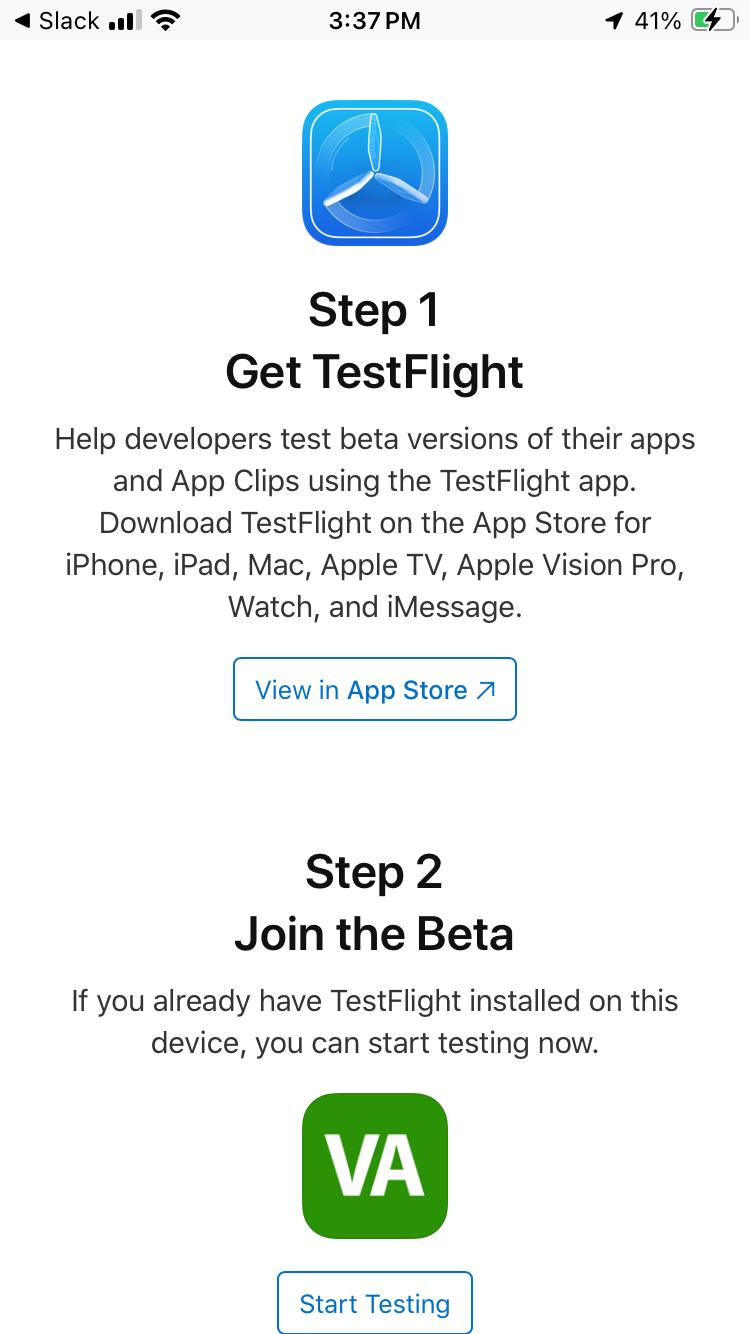 Slack 3:37 PM 41%
Step 1
Get TestFlight
Help developers test beta versions of their apps
and App Clips using the TestFlight app.
Download TestFlight on the App Store for
iPhone, iPad, Mac, Apple TV, Apple Vision Pro,
Watch, and iMessage.
View in App Store
Step 2
Join the Beta
If you already have TestFlight installed on this
device, you can start testing now.
VA
Start Testing